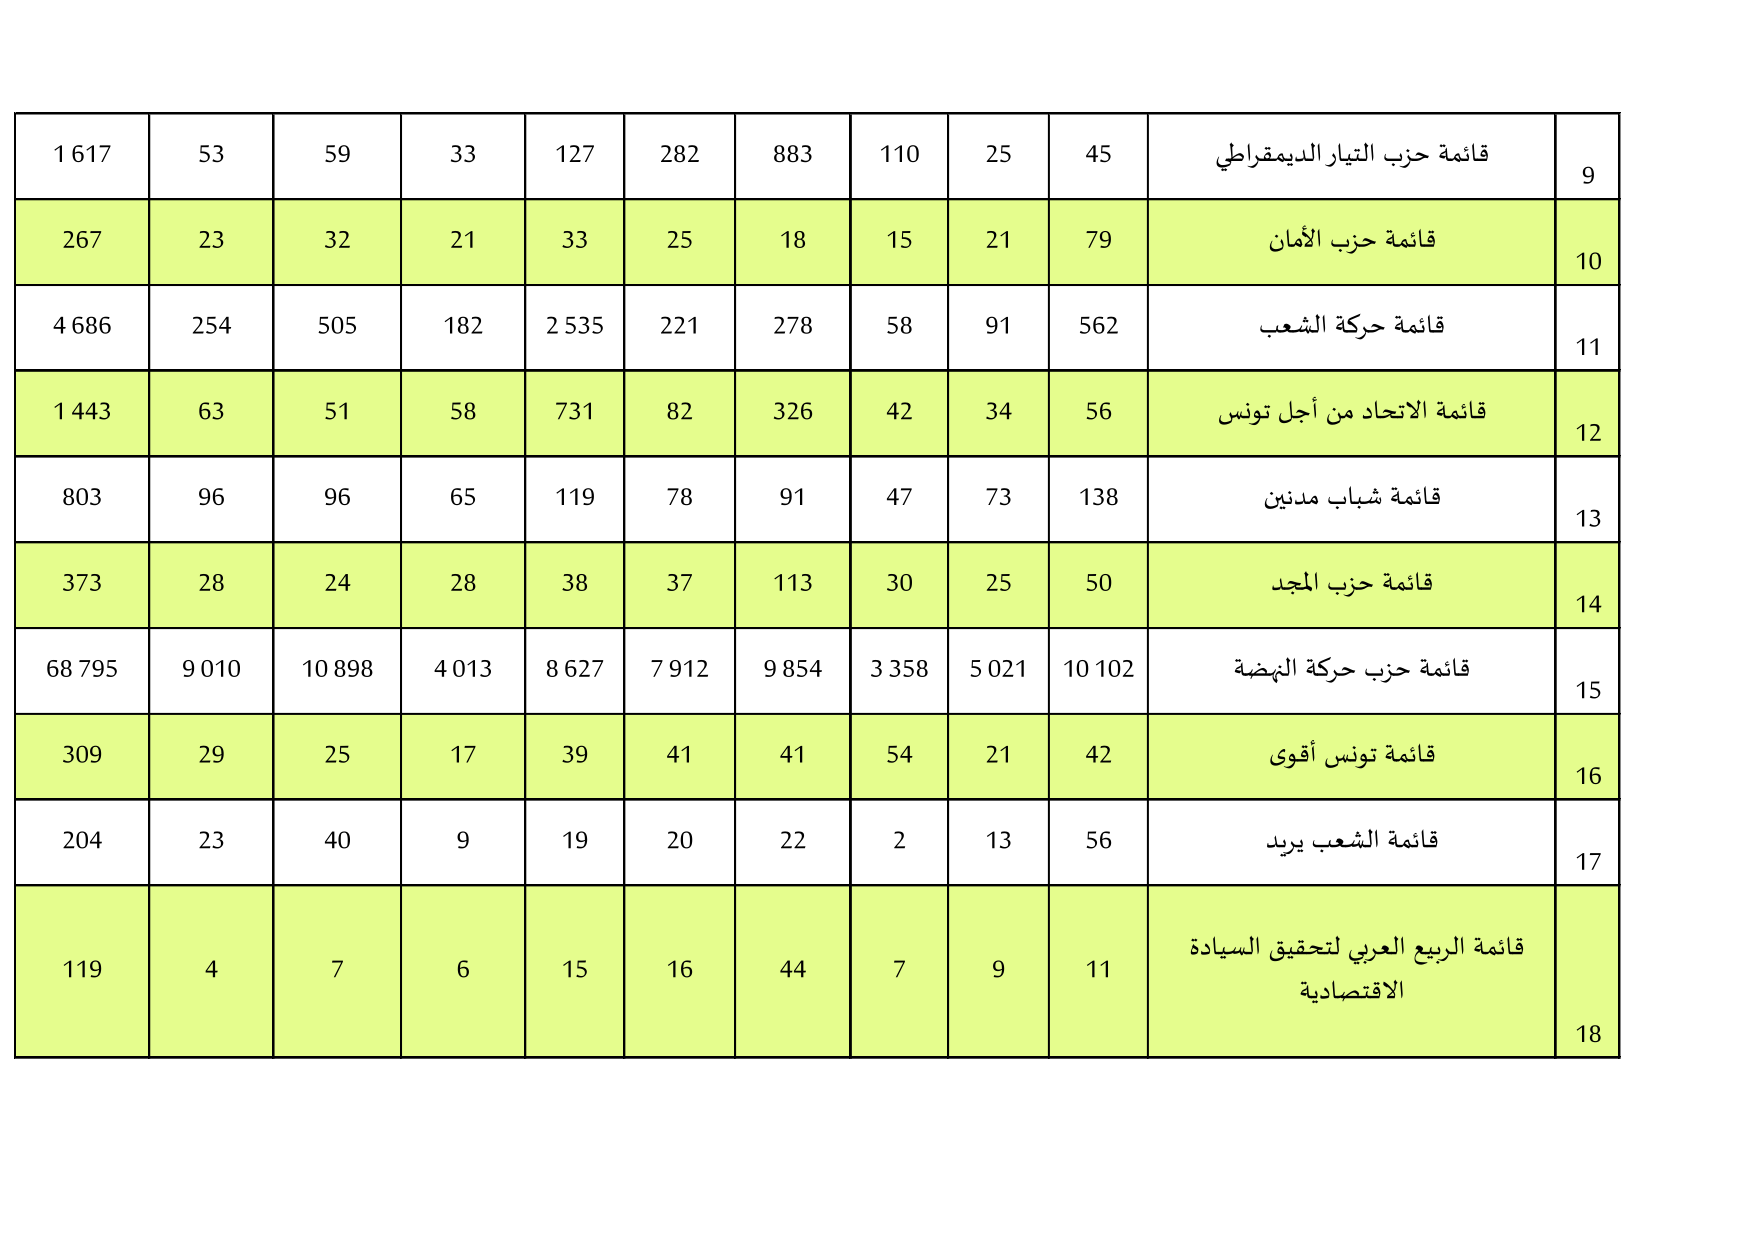 9 قائمة حزب التيار الديمقراطي 45 25 110 883 282 127 33 59 53 1 617
10 قائمة حزب الأمان 79 21 15 18 25 33 21 32 23 267
11 قائمة حركة الشعب 562 91 58 278 221 2 535 182 505 254 4 686
12 قائمة الاتحاد من أجل تونس 56 34 42 326 82 731 58 51 63 1 443
13 قائمة شباب مدنين 138 73 47 91 78 119 65 96 96 803
14 قائمة حزب المجد 50 25 30 113 37 38 28 24 28 373
15 قائمة حزب حركة النهضة 10 102 5 021 3 358 9 854 7 912 8 627 4 013 10 898 9 010 68 795
16 قائمة تونس أقوى 42 21 54 41 41 39 17 25 29 309
17 قائمة الشعب يريد 56 13 2 22 20 19 9 40 23 204
18 قائمة الربيع العربي لتحقيق السيادة
الاقتصادية 11 9 7 44 16 15 6 7 4 119